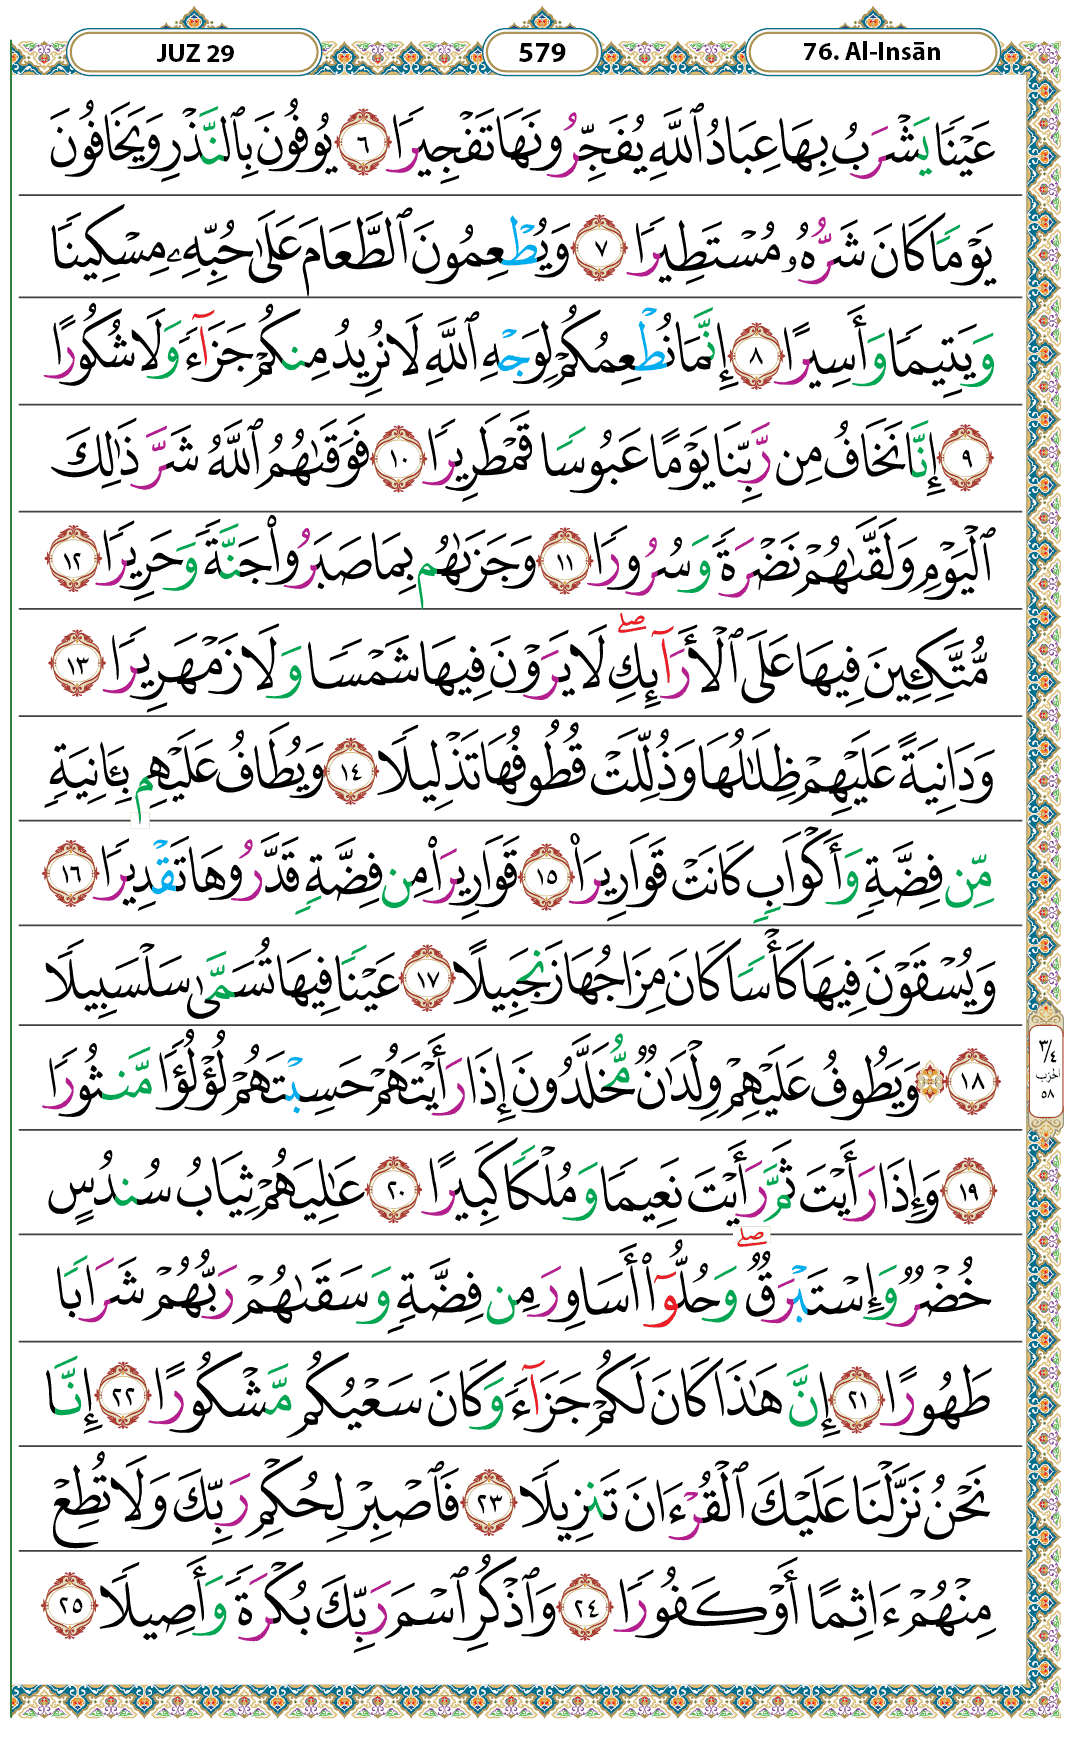 JUZ 29
579
76. Al-Insān
عَيْنًا يَشْرَبُ بِهَا عِبَادُ ٱللَّهِ يُفَجِّرُونَهَا تَفْجِيرًا ٦ يُوفُونَ بِٱلنَّذْرِ وَيَخَافُونَ
يَوْمًا كَانَ شَرُّهُۥ مُسْتَطِيرًا ٧ وَيُطْعِمُونَ ٱلطَّعَامَ عَلَىٰ حُبِّهِۦ مِسْكِينًا
وَيَتِيمًا وَأَسِيرًا ٨ إِنَّمَا نُطْعِمُكُمْ لِوَجْهِ ٱللَّهِ لَا نُرِيدُ مِنكُمْ جَزَآءً وَلَا شُكُورًا
٩ إِنَّا نَخَافُ مِن رَّبِّنَا يَوْمًا عَبُوسًا قَمْطَرِيرًا ١٠ فَوَقَىٰهُمُ ٱللَّهُ شَرَّ ذَٰلِكَ
ٱلْيَوْمِ وَلَقَّىٰهُمْ نَضْرَةً وَسُرُورًا ١١ وَجَزَىٰهُم بِمَا صَبَرُوا۟ جَنَّةً وَحَرِيرًا ١٢
مُّتَّكِـِٔينَ فِيهَا عَلَى ٱلْأَرَآئِكِ ۖ لَا يَرَوْنَ فِيهَا شَمْسًا وَلَا زَمْهَرِيرًا ١٣
وَدَانِيَةً عَلَيْهِمْ ظِلَـٰلُهَا وَذُلِّلَتْ قُطُوفُهَا تَذْلِيلًا ١٤ وَيُطَافُ عَلَيْهِم بِـَٔانِيَةٍ
مِّن فِضَّةٍ وَأَكْوَابٍ كَانَتْ قَوَارِيرَا۠ ١٥ قَوَارِيرَا۟ مِن فِضَّةٍ قَدَّرُوهَا تَقْدِيرًا ١٦
وَيُسْقَوْنَ فِيهَا كَأْسًا كَانَ مِزَاجُهَا زَنجَبِيلًا ١٧ عَيْنًا فِيهَا تُسَمَّىٰ سَلْسَبِيلًا
١٨ ۞ وَيَطُوفُ عَلَيْهِمْ وِلْدَٰنٌ مُّخَلَّدُونَ إِذَا رَأَيْتَهُمْ حَسِبْتَهُمْ لُؤْلُؤًا مَّنثُورًا
٣/٤
الحزب
٥٨
١٩ وَإِذَا رَأَيْتَ ثَمَّ رَأَيْتَ نَعِيمًا وَمُلْكًا كَبِيرًا ٢٠ عَـٰلِيَهُمْ ثِيَابُ سُندُسٍ
خُضْرٌ وَإِسْتَبْرَقٌ ۖ وَحُلُّوٓا۟ أَسَاوِرَ مِن فِضَّةٍ وَسَقَىٰهُمْ رَبُّهُمْ شَرَابًا
طَهُورًا ٢١ إِنَّ هَـٰذَا كَانَ لَكُمْ جَزَآءً وَكَانَ سَعْيُكُم مَّشْكُورًا ٢٢ إِنَّا
نَحْنُ نَزَّلْنَا عَلَيْكَ ٱلْقُرْءَانَ تَنزِيلًا ٢٣ فَٱصْبِرْ لِحُكْمِ رَبِّكَ وَلَا تُطِعْ
مِنْهُمْ ءَاثِمًا أَوْ كَفُورًا ٢٤ وَٱذْكُرِ ٱسْمَ رَبِّكَ بُكْرَةً وَأَصِيلًا ٢٥